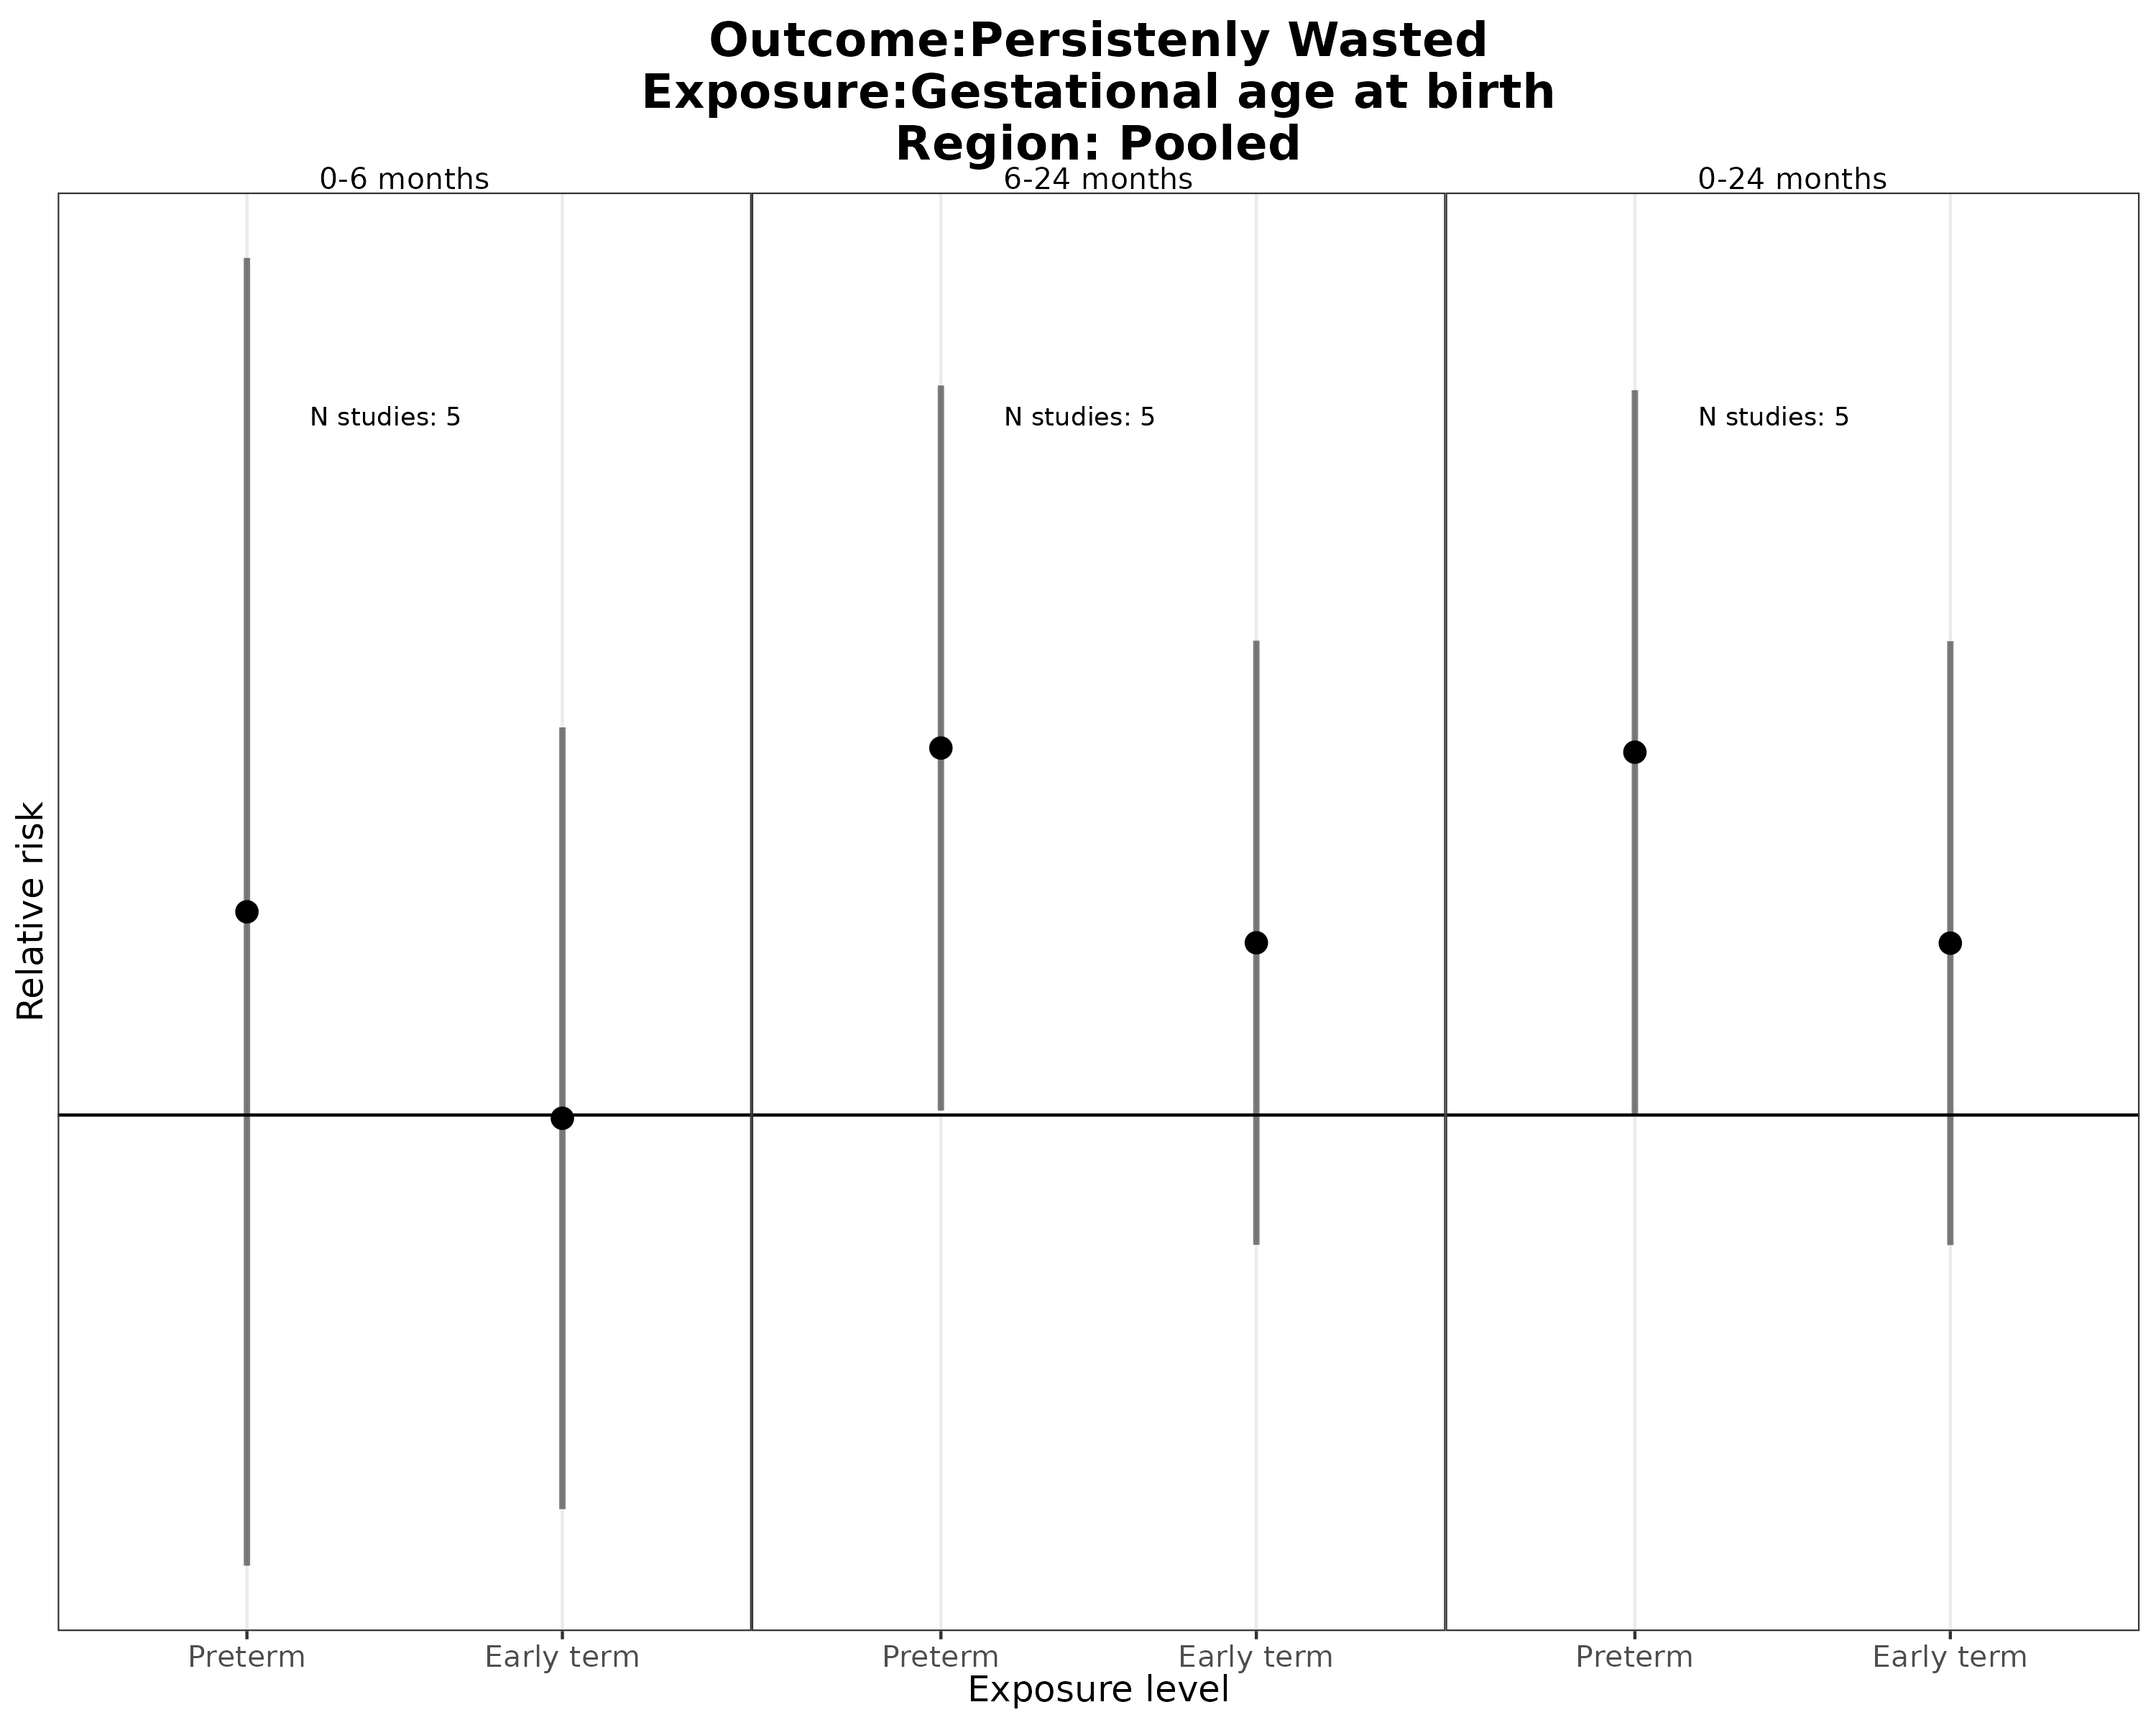 Outcome:Persistenly Wasted
Exposure:Gestational age at birth
Region: Pooled
0-6 months
6-24 months
0-24 months
N studies: 5
N studies: 5
N studies: 5
Relative risk
Preterm
Early term
Preterm
Early term
Preterm
Early term
Exposure level